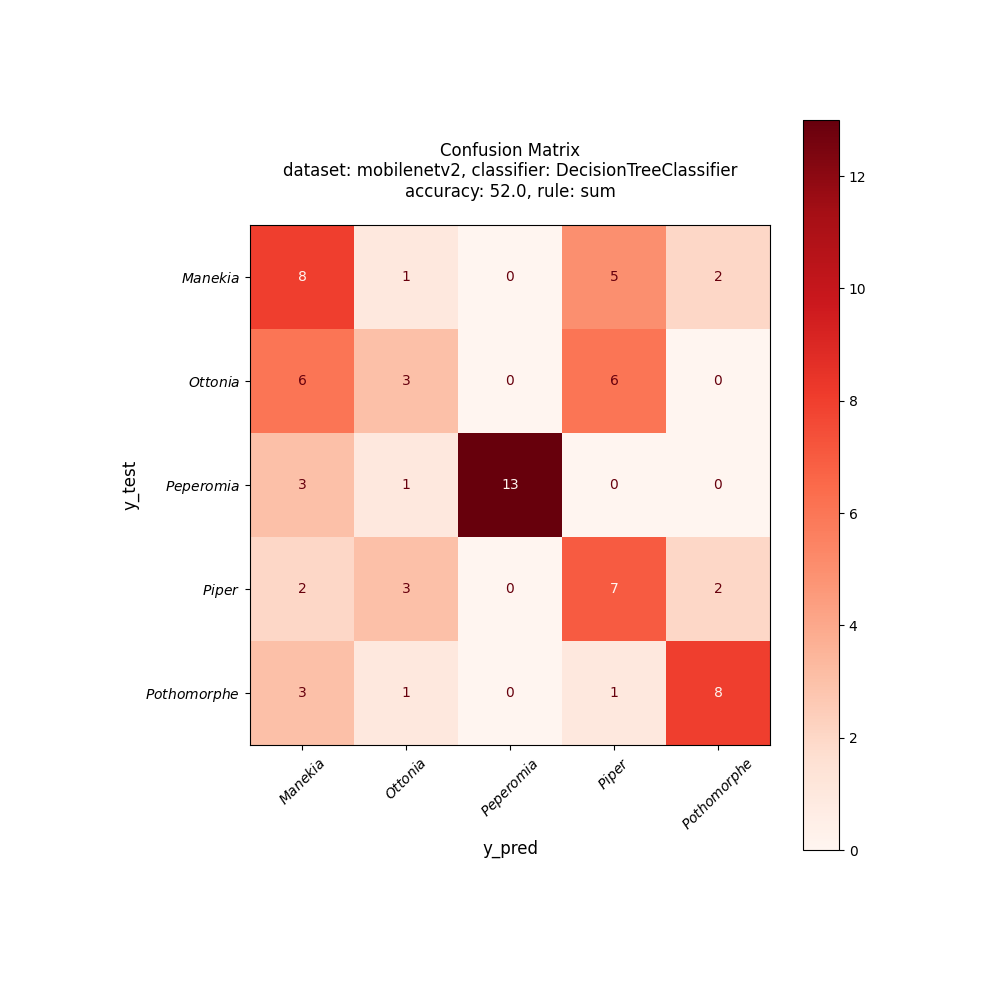 Confusion Matrix
dataset: mobilenetv2, classifier: DecisionTreeClassifier
accuracy: 52.0, rule: sum
y_test
Manekia 8 1 0 5 2
Ottonia 6 3 0 6 0
Peperomia 3 1 13 0 0
Piper 2 3 0 7 2
Pothomorphe 3 1 0 1 8
Manekia Ottonia Peperomia Piper Pothomorphe
y_pred
12
10
8
6
4
2
0